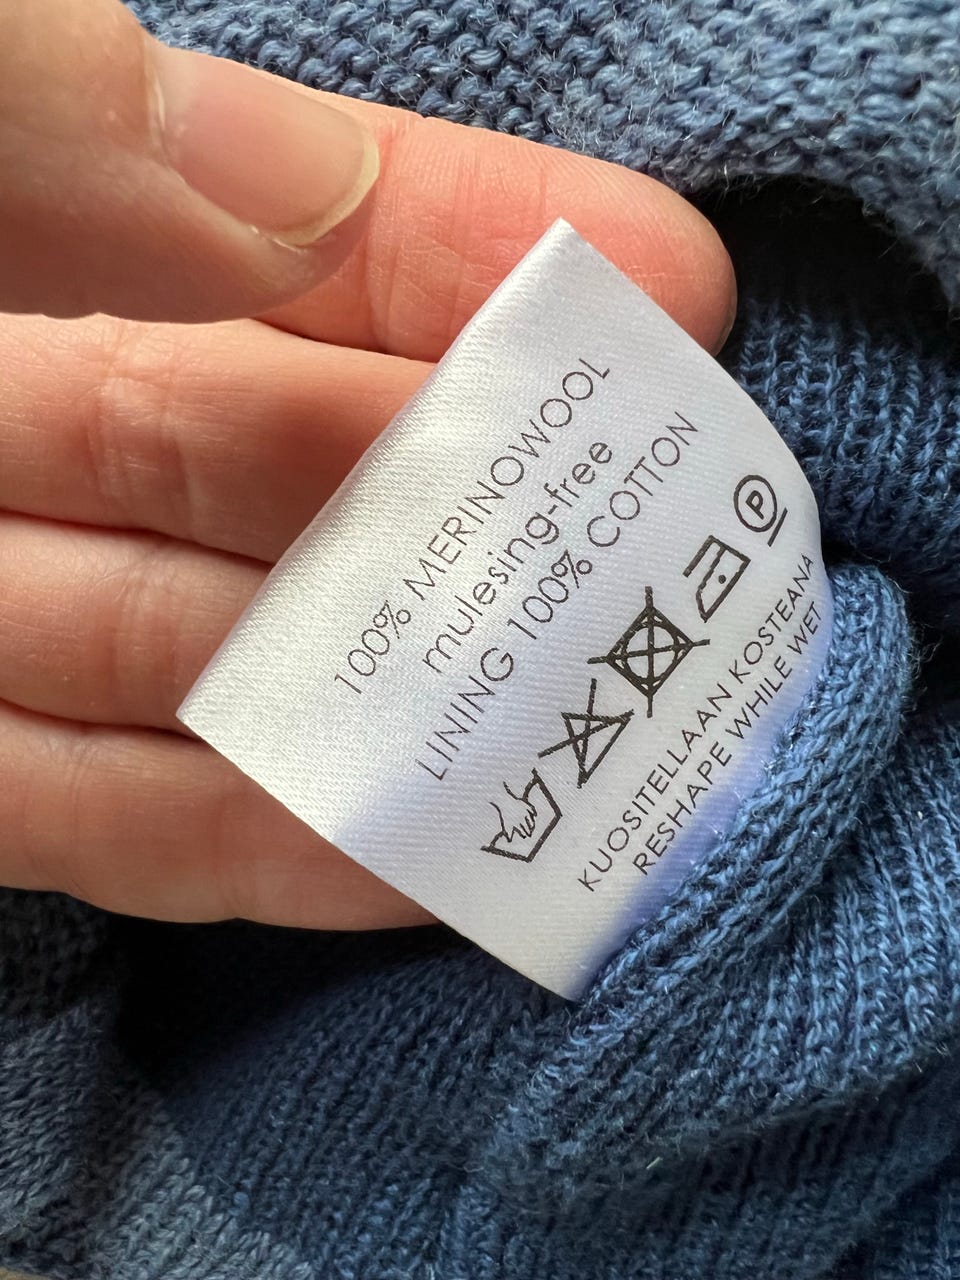 100% MERINOWOOL
mulesing-free
LINING 100% COTTON
P
KUOSITELLAAN KOSTEANA
RESHAPE WHILE WET